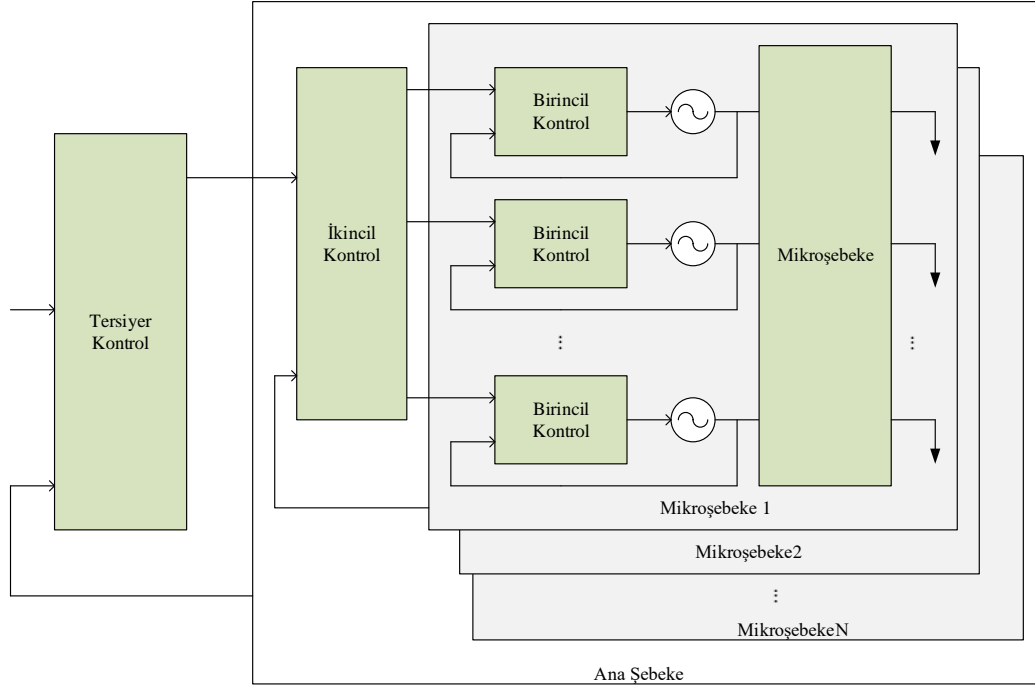 Tersiyer
Kontrol
İkincil
Kontrol
Birincil
Kontrol
Birincil
Kontrol
...
Birincil
Kontrol
Mikroşebeke
...
Mikroşebeke 1
Mikroşebeke2
...
MikroşebekeN
Ana Şebeke